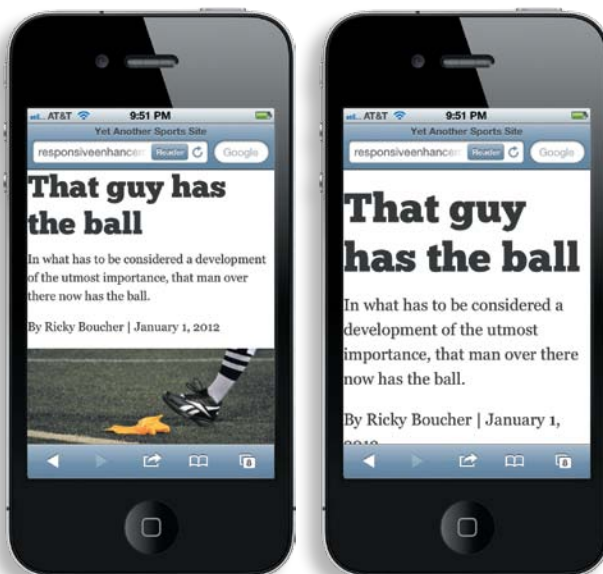 AT&T 9:51 PM
Yet Another Sports Site
responsiveenhancem Reader Google
That guy has
the ball
In what has to be considered a development
of the utmost importance, that man over
there now has the ball.
By Ricky Boucher | January 1, 2012
8
AT&T 9:51 PM
Yet Another Sports Site
responsiveenhancem Reader Google
That guy
has the ball
In what has to be considered a
development of the utmost
importance, that man over there
now has the ball.
By Ricky Boucher | January 1,
2012
8